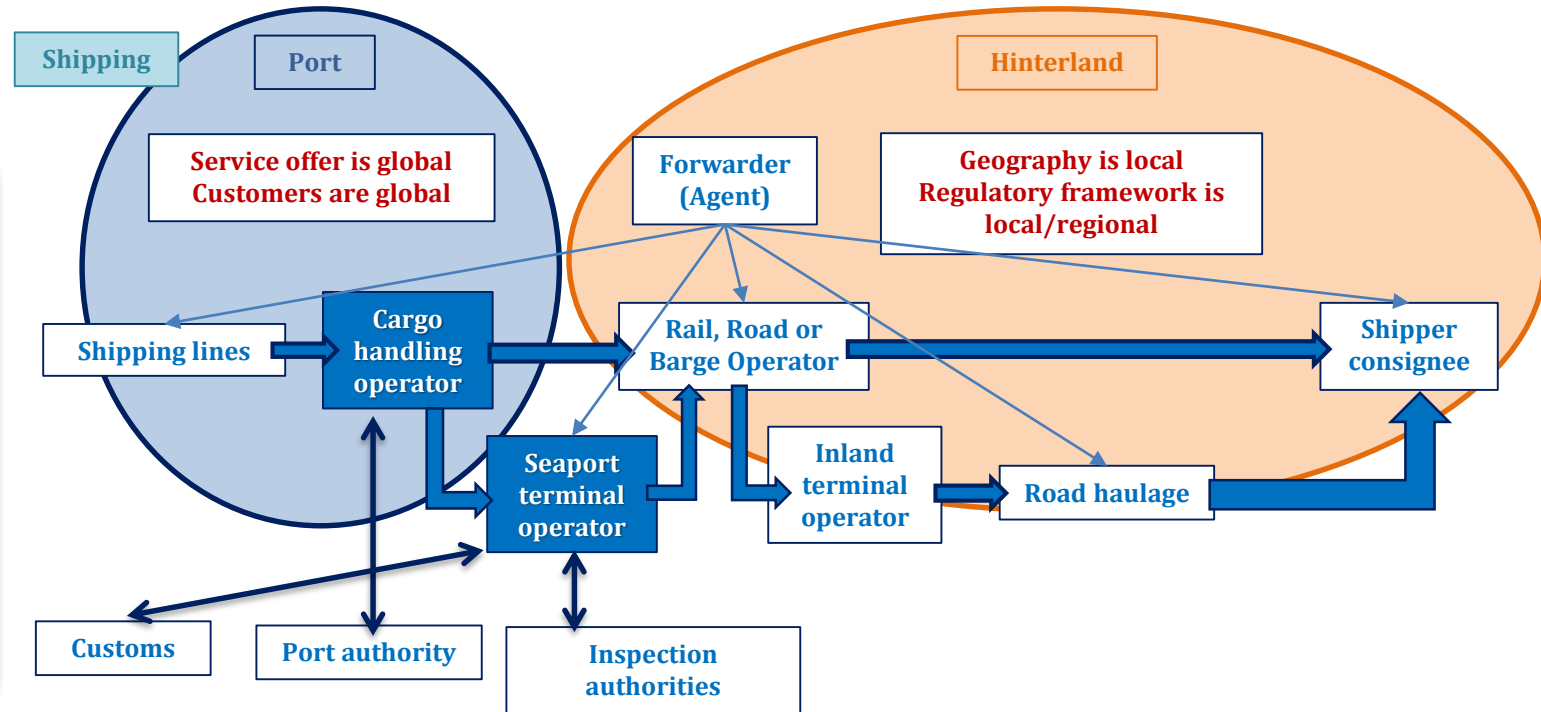 Shipping
Port
Hinterland
Service offer is global
Customers are global
Forwarder
(Agent)
Geography is local
Regulatory framework is
local/regional
Shipping lines
Cargo
handling
operator
Rail, Road or
Barge Operator
Shipper
consignee
Seaport
terminal
operator
Inland
terminal
operator
Road haulage
Customs
Port authority
Inspection
authorities